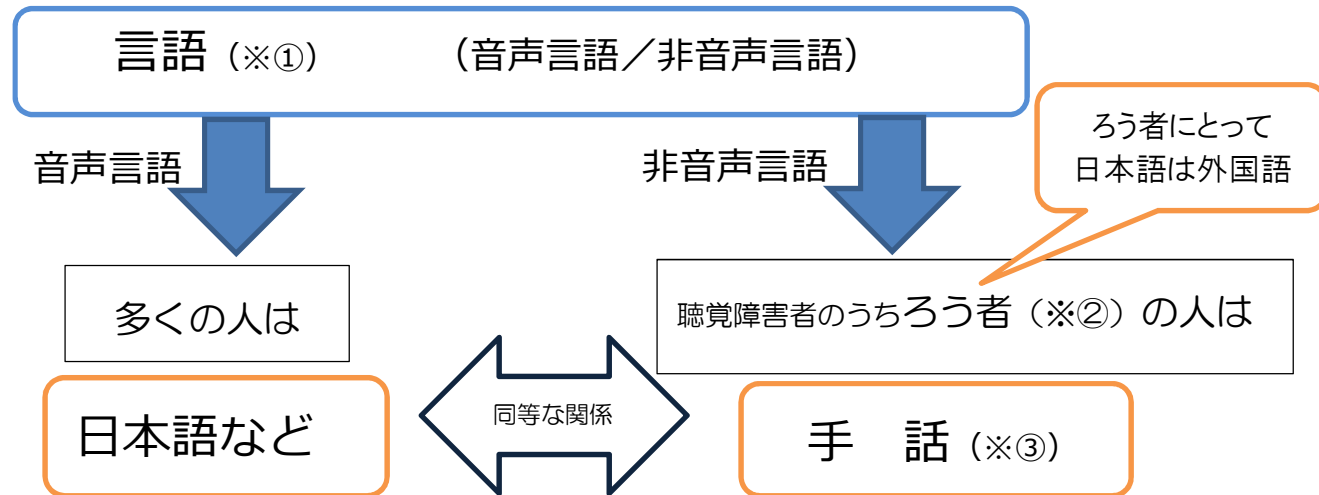 言語（※①）　（音声言語／非音声言語）
音声言語
非音声言語
ろう者にとって
日本語は外国語
多くの人は
聴覚障害者のうちろう者（※②）の人は
日本語など
同等な関係
手　話（※③）